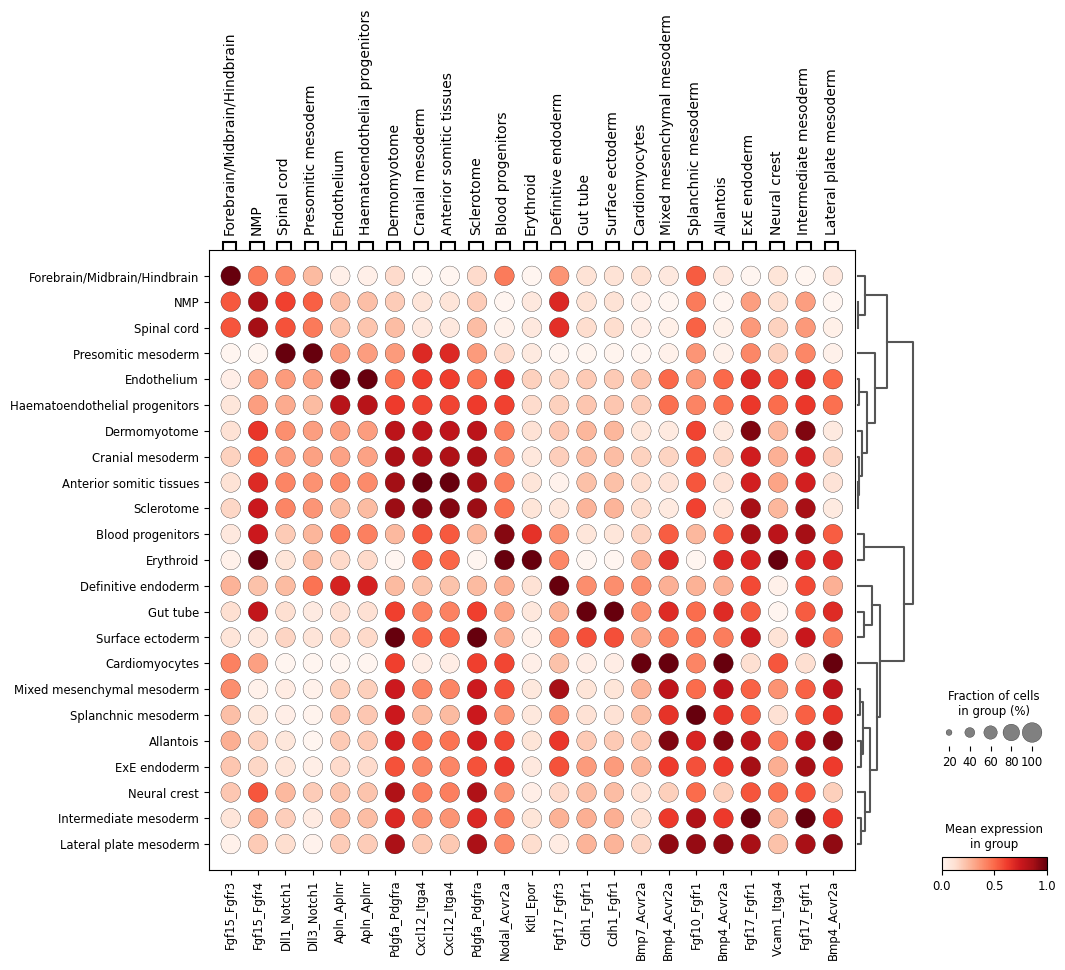 Forebrain/Midbrain/Hindbrain
NMP
Spinal cord
Presomitic mesoderm
Endothelium
Haematoendothelial progenitors
Dermomyotome
Cranial mesoderm
Anterior somitic tissues
Sclerotome
Blood progenitors
Erythroid
Definitive endoderm
Gut tube
Surface ectoderm
Cardiomyocytes
Mixed mesenchymal mesoderm
Splanchnic mesoderm
Allantois
ExE endoderm
Neural crest
Intermediate mesoderm
Lateral plate mesoderm
Forebrain/Midbrain/Hindbrain
NMP
Spinal cord
Presomitic mesoderm
Endothelium
Haematoendothelial progenitors
Dermomyotome
Cranial mesoderm
Anterior somitic tissues
Sclerotome
Blood progenitors
Erythroid
Definitive endoderm
Gut tube
Surface ectoderm
Cardiomyocytes
Mixed mesenchymal mesoderm
Splanchnic mesoderm
Allantois
ExE endoderm
Neural crest
Intermediate mesoderm
Lateral plate mesoderm
Fraction of cells
in group (%)
20 40 60 80 100
Mean expression
in group
0.0 0.5 1.0
Fgf15_Fgfr3
Fgf15_Fgfr4
Dll1_Notch1
Dll3_Notch1
Apln_Aplnr
Apln_Aplnr
Pdgfa_Pdgfra
Cxcl12_Itga4
Cxcl12_Itga4
Pdgfa_Pdgfra
Nodal_Acvr2a
Kitl_Epor
Fgf17_Fgfr3
Cdh1_Fgfr1
Cdh1_Fgfr1
Bmp7_Acvr2a
Bmp4_Acvr2a
Fgf10_Fgfr1
Bmp4_Acvr2a
Fgf17_Fgfr1
Vcam1_Itga4
Fgf17_Fgfr1
Bmp4_Acvr2a